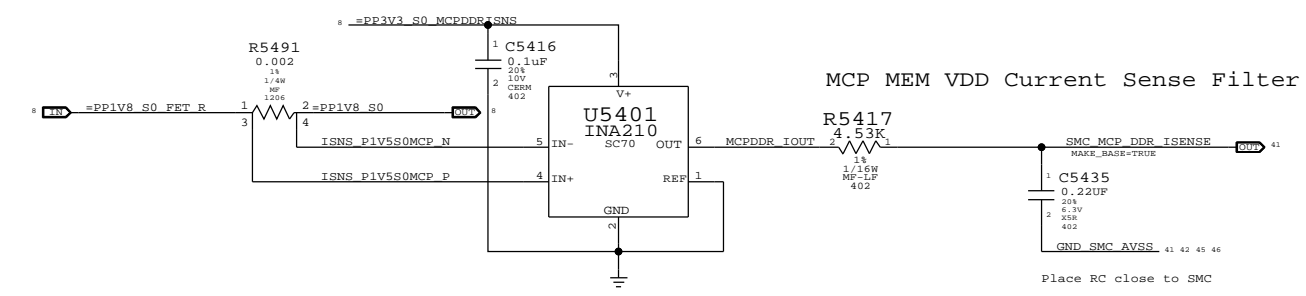 8 =PP3V3_S0_MCPDDRISNS
R5491
0.002
1%
1/4W
MF
1206
1 C5416
0.1uF
20%
10V
CERM
402
2
3
V+
MCP MEM VDD Current Sense Filter
8 IN =PP1V8_S0_FET_R 1 2 =PP1V8_S0 OUT 8
3 4
U5401
INA210
SC70
R5417
4.53K
ISNS_P1V5S0MCP_N 5 IN- OUT 6 MCPDDR_IOUT 2 1 SMC_MCP_DDR_ISENSE OUT 41
MAKE_BASE=TRUE
1%
1/16W
MF-LF
402
ISNS_P1V5S0MCP_P 4 IN+ REF 1
1 C5435
0.22UF
20%
6.3V
X5R
402
2
GND
2
GND_SMC_AVSS 41 42 45 46
Place RC close to SMC